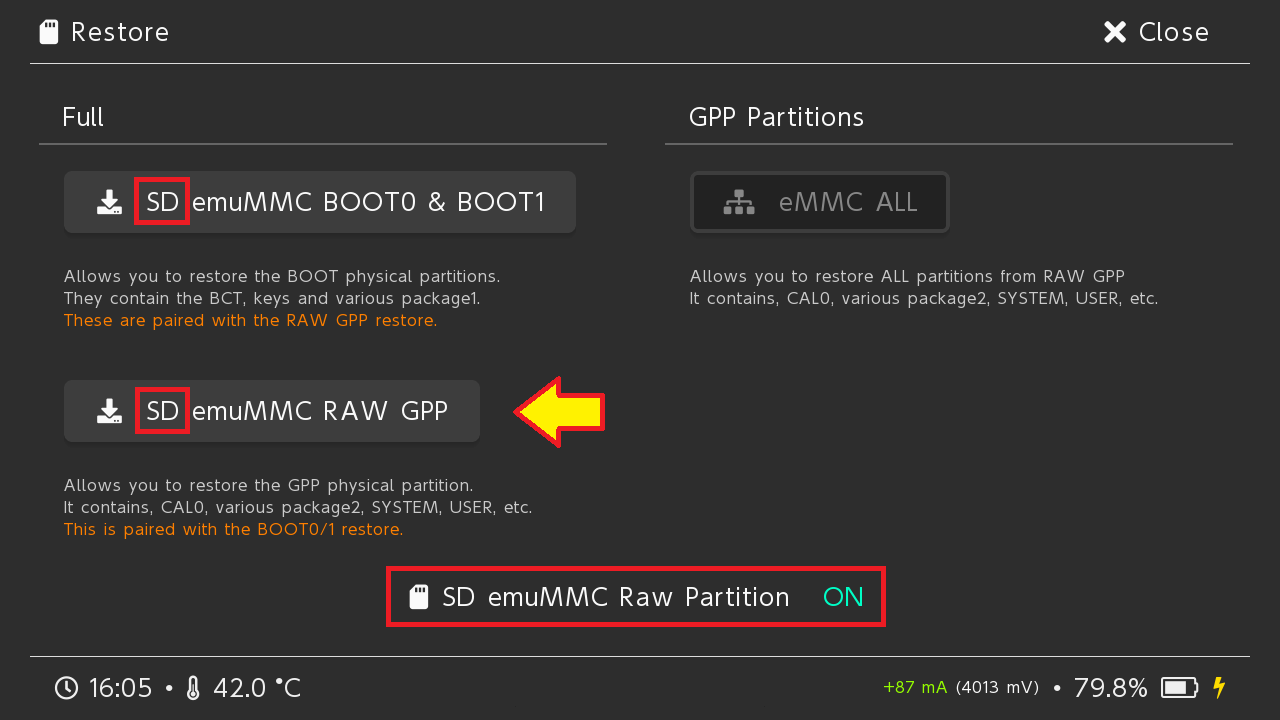 Restore
Close
Full
SD emuMMC BOOT0 & BOOT1
Allows you to restore the BOOT physical partitions.
They contain the BCT, keys and various package1.
These are paired with the RAW GPP restore.
SD emuMMC RAW GPP
Allows you to restore the GPP physical partition.
It contains, CAL0, various package2, SYSTEM, USER, etc.
This is paired with the BOOT0/1 restore.
GPP Partitions
eMMC ALL
Allows you to restore ALL partitions from RAW GPP
It contains, CAL0, various package2, SYSTEM, USER, etc.
SD emuMMC Raw Partition ON
16:05 • 42.0 °C
+87 mA (4013 mV) • 79.8%